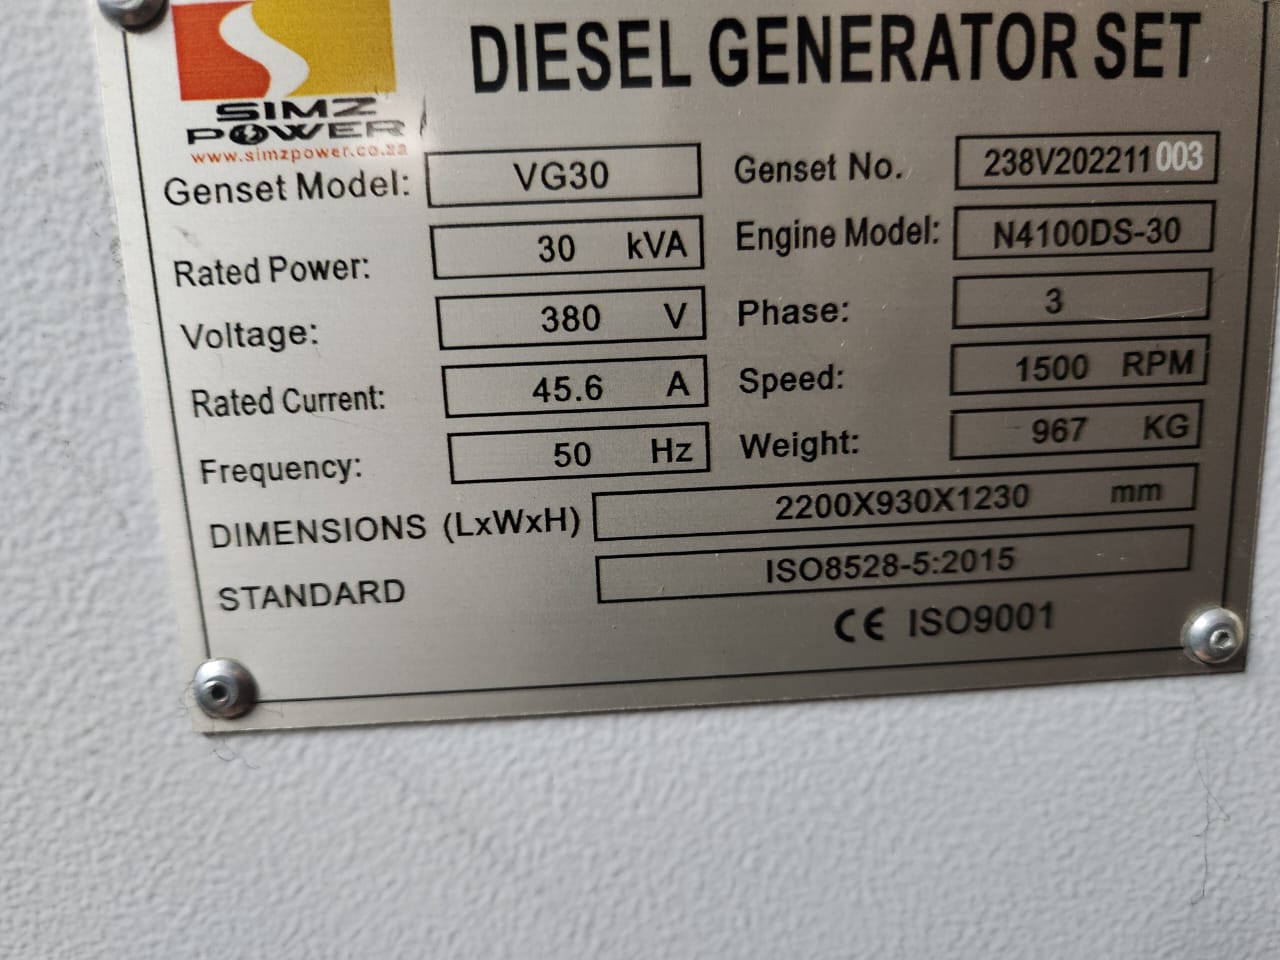 DIESEL GENERATOR SET
SIMZ
POWER
www.simzpower.co.za
Genset Model: VG30 Genset No. 238V202211003
Rated Power: 30 kVA Engine Model: N4100DS-30
Voltage: 380 V Phase: 3
Rated Current: 45.6 A Speed: 1500 RPM
Frequency: 50 Hz Weight: 967 KG
DIMENSIONS (LxWxH) 2200X930X1230 mm
STANDARD ISO8528-5:2015
CE ISO9001